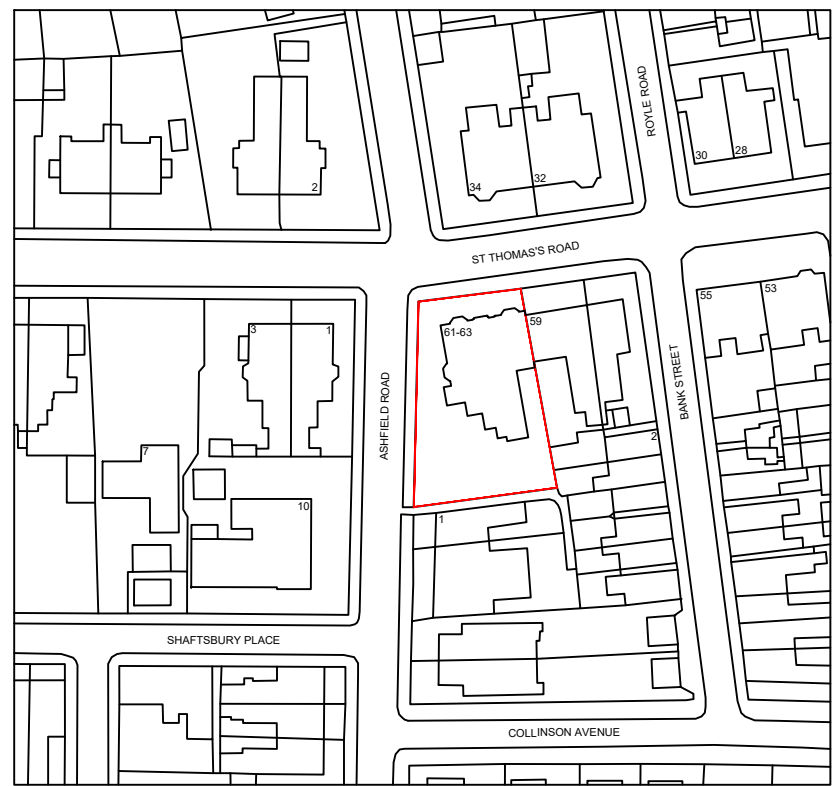 ROYLE ROAD
30
28
2
34
32
ST THOMAS'S ROAD
55
53
3
1
61-63
59
ASHFIELD ROAD
BANK STREET
2
7
10
1
SHAFTSBURY PLACE
COLLINSON AVENUE